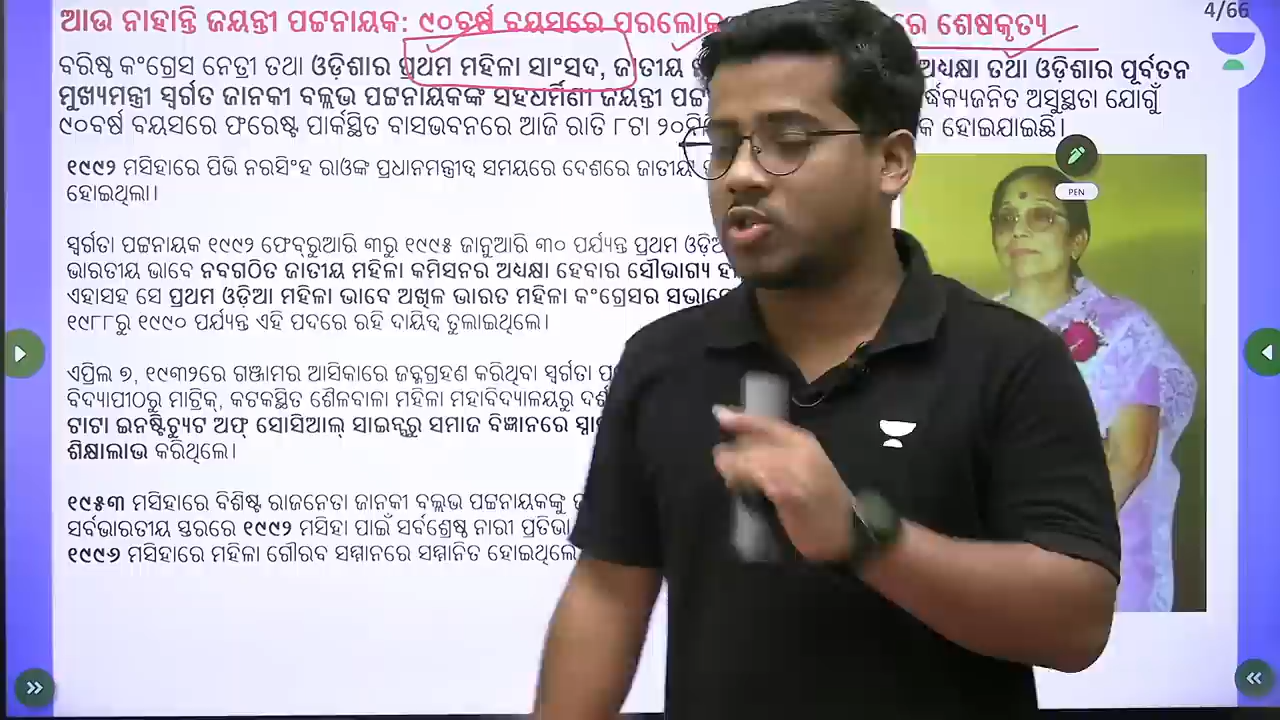 ଆଉ ନାହାନ୍ତି ଜୟନ୍ତୀ ପଟ୍ଟନାୟକ: ୯୦ବର୍ଷ ବୟସରେ ପରଲୋକ ରେ ଶେଷକୃତ୍ୟ
4/66
ବରିଷ୍ଠ କଂଗ୍ରେସ ନେତ୍ରୀ ତଥା ଓଡ଼ିଶାର ପ୍ରଥମ ମହିଳା ସାଂସଦ, ଜାତୀୟ ଅଧ୍ୟକ୍ଷା ତଥା ଓଡ଼ିଶାର ପୂର୍ବତନ
ମୁଖ୍ୟମନ୍ତ୍ରୀ ସ୍ୱର୍ଗତ ଜାନକୀ ବଲ୍ଲଭ ପଟ୍ଟନାୟକଙ୍କ ସହଧର୍ମିଣୀ ଜୟନ୍ତୀ ପଟ୍ଟ ର୍ଦ୍ଧକ୍ୟଜନିତ ଅସୁସ୍ଥତା ଯୋଗୁଁ
୯୦ବର୍ଷ ବୟସରେ ଫରେଷ୍ଟ ପାର୍କସ୍ଥିତ ବାସଭବନରେ ଆଜି ରାତି ୮ଟା ୨୦ମି କ ହୋଇଯାଇଛି।
PEN
୧୯୯୨ ମସିହାରେ ପିଭି ନରସିଂହ ରାଓଙ୍କ ପ୍ରଧାନମନ୍ତ୍ରୀତ୍ୱ ସମୟରେ ଦେଶରେ ଜାତୀୟ
ହୋଇଥିଲା।
ସ୍ୱର୍ଗତା ପଟ୍ଟନାୟକ ୧୯୯୨ ଫେବ୍ରୁଆରି ୩ରୁ ୧୯୯୫ ଜାନୁଆରି ୩୦ ପର୍ଯ୍ୟନ୍ତ ପ୍ରଥମ ଓଡ଼ିଆ
ଭାରତୀୟ ଭାବେ ନବଗଠିତ ଜାତୀୟ ମହିଳା କମିସନର ଅଧ୍ୟକ୍ଷା ହେବାର ସୌଭାଗ୍ୟ
ଏହାସହ ସେ ପ୍ରଥମ ଓଡ଼ିଆ ମହିଳା ଭାବେ ଅଖିଳ ଭାରତ ମହିଳା କଂଗ୍ରେସର ସଭାନେ
୧୯୮୮ରୁ ୧୯୯୦ ପର୍ଯ୍ୟନ୍ତ ଏହି ପଦରେ ରହି ଦାୟିତ୍ୱ ତୁଲାଇଥିଲେ।
ଏପ୍ରିଲ ୭, ୧୯୩୨ରେ ଗଞ୍ଜାମର ଆସିକାରେ ଜନ୍ମଗ୍ରହଣ କରିଥିବା ସ୍ୱର୍ଗତା
ବିଦ୍ୟାପୀଠରୁ ମାଟ୍ରିକ୍, କଟକସ୍ଥିତ ଶୈଳବାଳା ମହିଳା ମହାବିଦ୍ୟାଳୟରୁ ଦର୍ଶ
ଟାଟା ଇନଷ୍ଟିଚ୍ୟୁଟ ଅଫ୍ ସୋସିଆଲ୍ ସାଇନ୍ସରୁ ସମାଜ ବିଜ୍ଞାନରେ ସ୍ନା
ଶିକ୍ଷାଲାଭ କରିଥିଲେ।
୧୯୫୩ ମସିହାରେ ବିଶିଷ୍ଟ ରାଜନେତା ଜାନକୀ ବଲ୍ଲଭ ପଟ୍ଟନାୟକଙ୍କୁ
ସର୍ବଭାରତୀୟ ସ୍ତରରେ ୧୯୯୨ ମସିହା ପାଇଁ ସର୍ବଶ୍ରେଷ୍ଠ ନାରୀ ପ୍ରତିଭା
୧୯୯୬ ମସିହାରେ ମହିଳା ଗୌରବ ସମ୍ମାନରେ ସମ୍ମାନିତ ହୋଇଥିଲେ